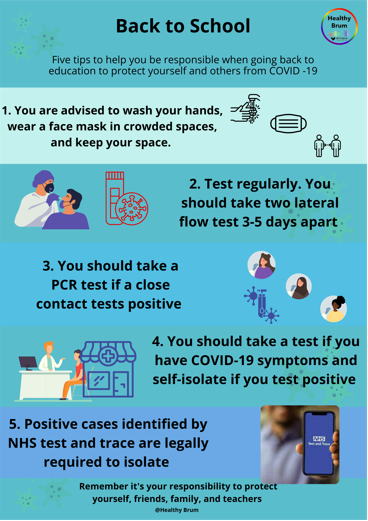 Back to School
Healthy
Brum
Five tips to help you be responsible when going back to
education to protect yourself and others from COVID -19
1. You are advised to wash your hands,
wear a face mask in crowded spaces,
and keep your space.
2. Test regularly. You
should take two lateral
flow test 3-5 days apart
3. You should take a
PCR test if a close
contact tests positive
4. You should take a test if you
have COVID-19 symptoms and
self-isolate if you test positive
5. Positive cases identified by
NHS test and trace are legally
required to isolate
NHS
Test and Trace
Remember it's your responsibility to protect
yourself, friends, family, and teachers
@Healthy Brum